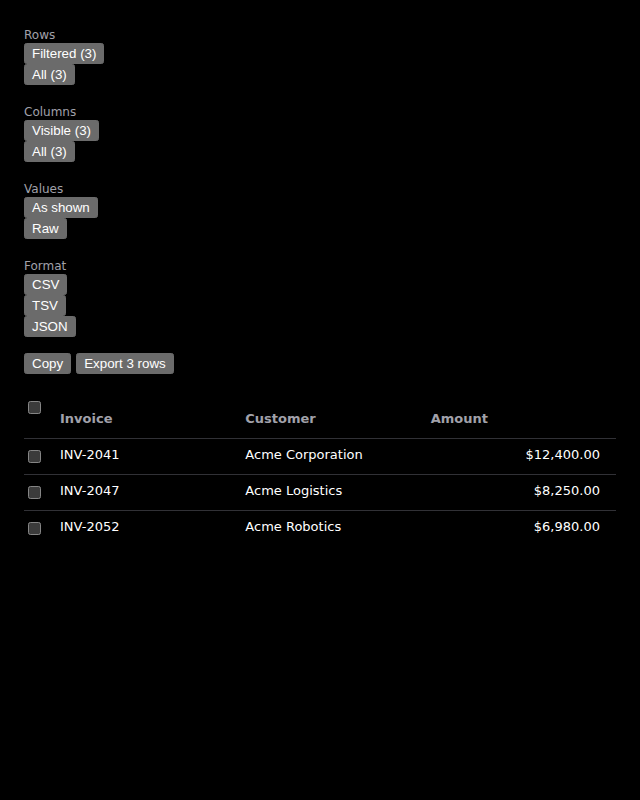 Rows
Filtered (3)
All (3)
Columns
Visible (3)
All (3)
Values
As shown
Raw
Format
CSV
TSV
JSON
Copy Export 3 rows
Invoice Customer Amount
INV-2041 Acme Corporation $12,400.00
INV-2047 Acme Logistics $8,250.00
INV-2052 Acme Robotics $6,980.00